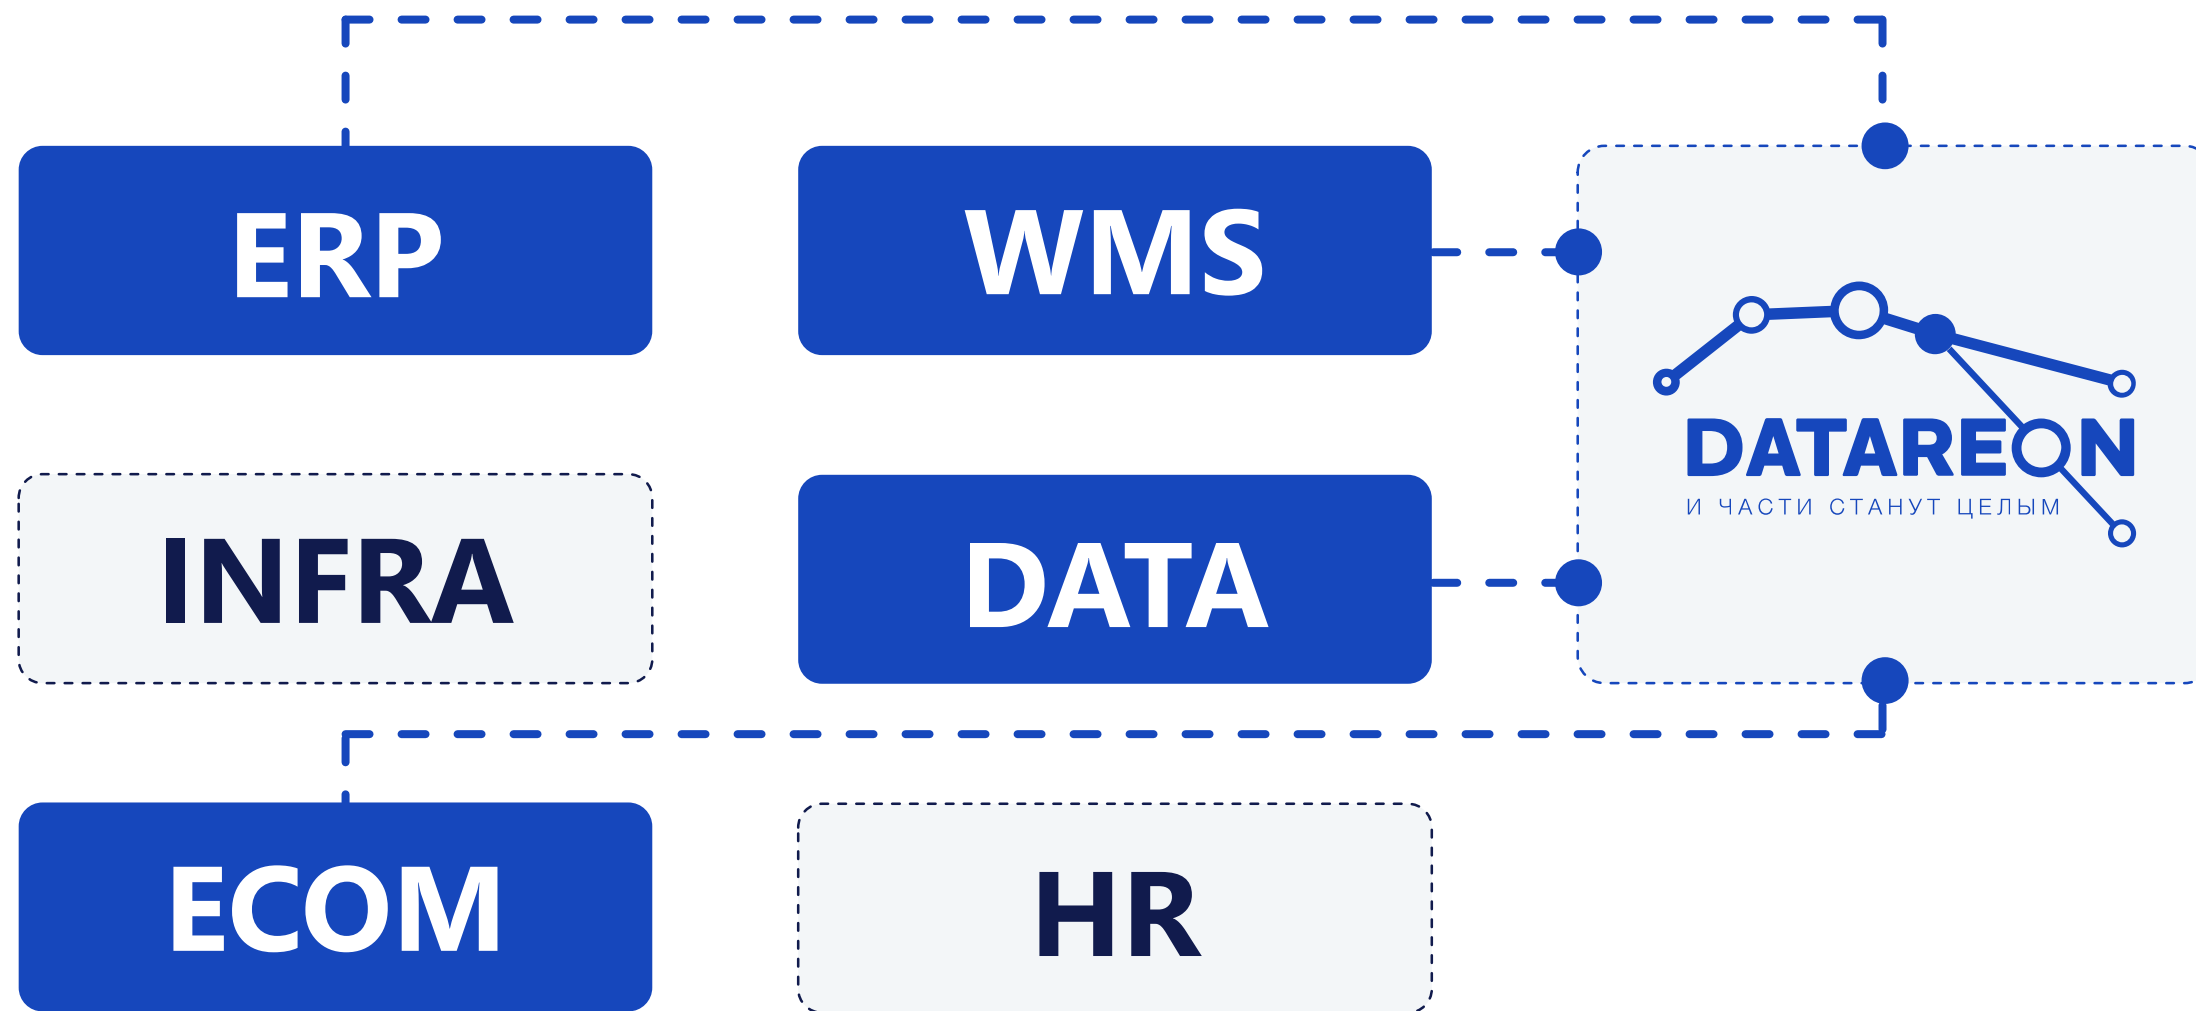 ERP
WMS
DATAREON
И ЧАСТИ СТАНУТ ЦЕЛЫМ
INFRA
DATA
ECOM
HR